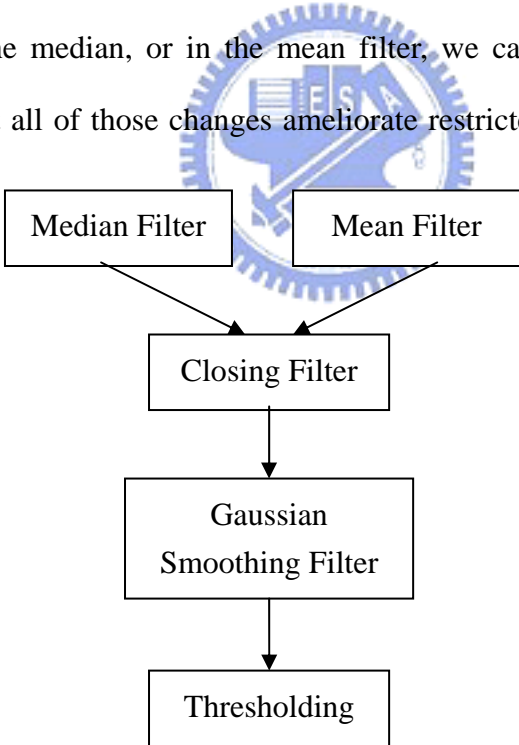 ne median, or in the mean filter, we ca
all of those changes ameliorate restricte
E S A
Median Filter
Mean Filter
Closing Filter
Gaussian
Smoothing Filter
Thresholding